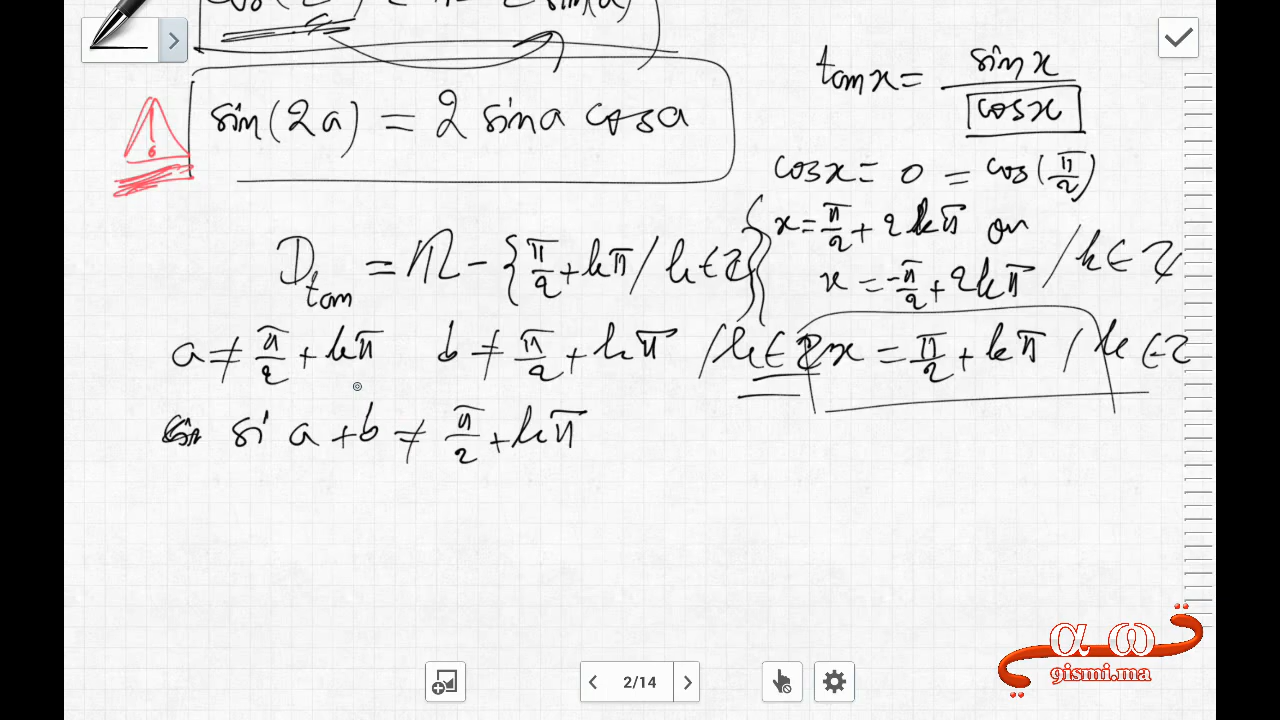 sin(2a) = 2 sina cosa
tan x = sin x / cos x
cos x = 0 = cos(π/2)
x = π/2 + 2kπ ou
x = -π/2 + 2kπ / k ∈ ℤ
D_tan = ℝ - {π/2 + kπ / k ∈ ℤ}
a ≠ π/2 + kπ b ≠ π/2 + kπ / k ∈ ℤ
x = π/2 + kπ / k ∈ ℤ
si a + b ≠ π/2 + kπ
2/14
α ω
gismi.ma